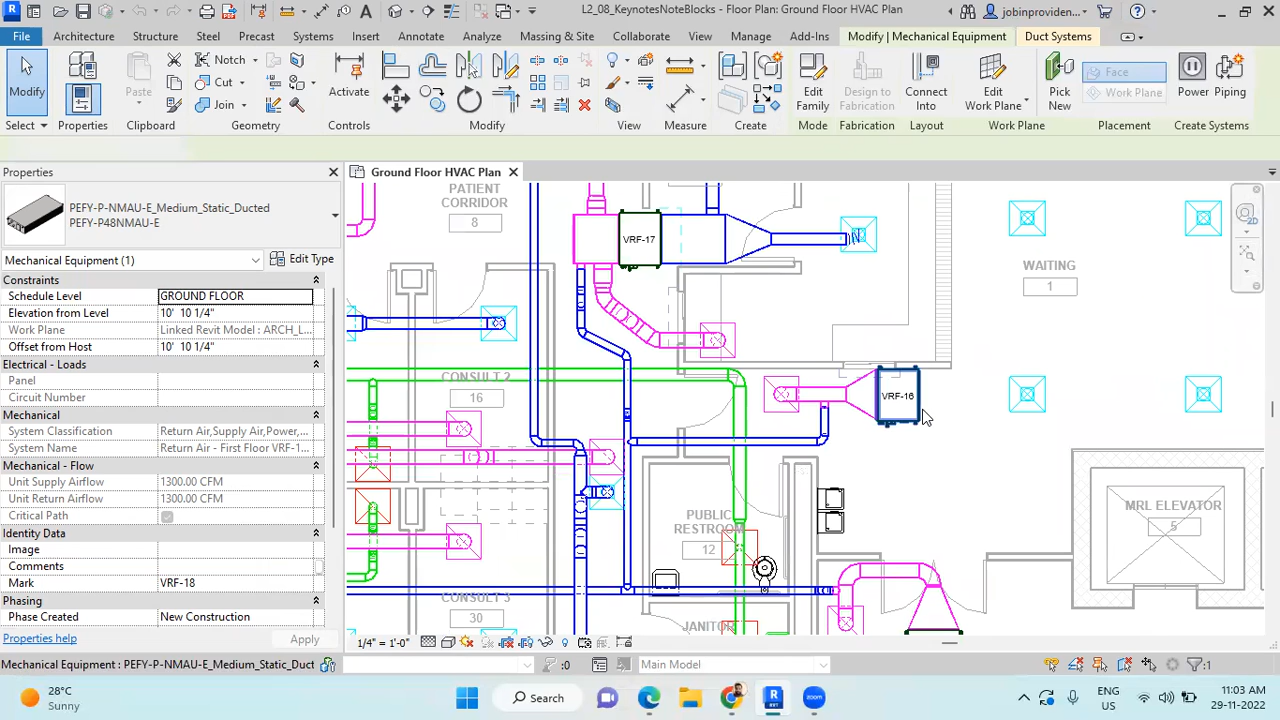 L2_08_KeynotesNoteBlocks - Floor Plan: Ground Floor HVAC Plan
jobinproviden...
File
Architecture
Structure
Steel
Precast
Systems
Insert
Annotate
Analyze
Massing & Site
Collaborate
View
Manage
Add-Ins
Modify | Mechanical Equipment
Duct Systems
Modify
Properties
Paste
Notch
Cut
Join
Activate
Edit
Family
Design to
Fabrication
Connect
Into
Edit
Work Plane
Pick
New
Face
Work Plane
Power
Piping
Select
Properties
Clipboard
Geometry
Controls
Modify
View
Measure
Create
Mode
Fabrication
Layout
Work Plane
Placement
Create Systems
Properties
Ground Floor HVAC Plan
PEFY-P-NMAU-E_Medium_Static_Ducted
PEFY-P48NMAU-E
Mechanical Equipment (1)
Edit Type
Constraints
Schedule Level GROUND FLOOR
Elevation from Level 10' 10 1/4"
Work Plane Linked Revit Model : ARCH_L...
Offset from Host 10' 10 1/4"
Electrical - Loads
Panel
Circuit Number
Mechanical
System Classification Return Air,Supply Air,Power,...
System Name Return Air - First Floor VRF-1...
Mechanical - Flow
Unit Supply Airflow 1300.00 CFM
Unit Return Airflow 1300.00 CFM
Critical Path
Identity Data
Image
Comments
Mark VRF-18
Phasing
Phase Created New Construction
Properties help
Apply
PATIENT
CORRIDOR
8
VRF-17
WAITING
1
CONSULT 2
16
VRF-16
PUBLIC
RESTROOM
12
MRL ELEVATOR
5
CONSULT 3
30
JANITOR
2D
1/4" = 1'-0"
Mechanical Equipment : PEFY-P-NMAU-E_Medium_Static_Duct
:0
Main Model
:1
28°C
Sunny
Search
ENG
US
11:03 AM
29-11-2022